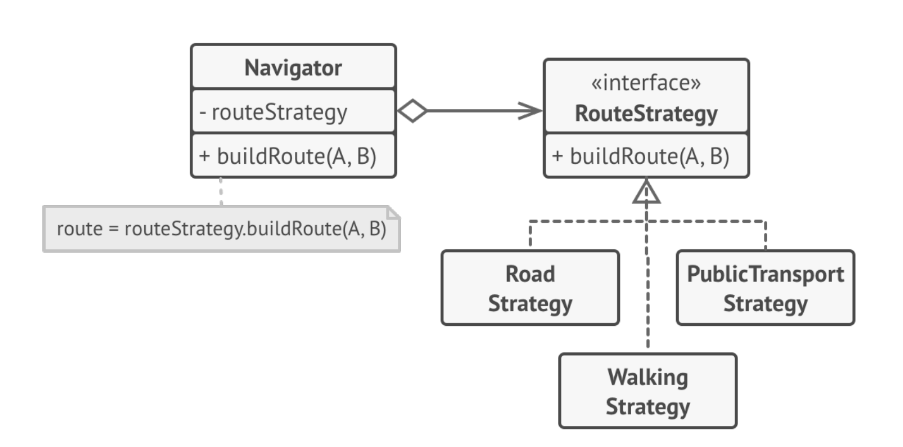 Navigator
- routeStrategy
+ buildRoute(A, B)
route = routeStrategy.buildRoute(A, B)
«interface»
RouteStrategy
+ buildRoute(A, B)
Road
Strategy
PublicTransport
Strategy
Walking
Strategy